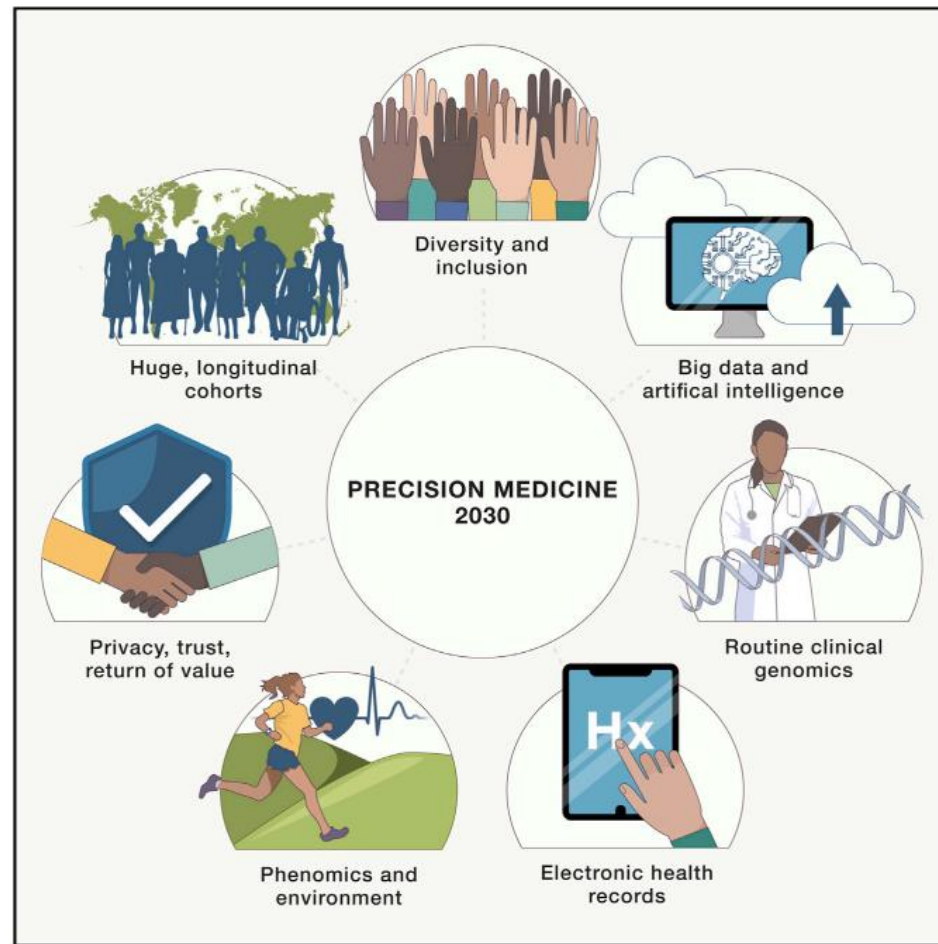 Diversity and
inclusion
Big data and
artifical intelligence
Routine clinical
genomics
Hx
Electronic health
records
Phenomics and
environment
Privacy, trust,
return of value
Huge, longitudinal
cohorts
PRECISION MEDICINE
2030